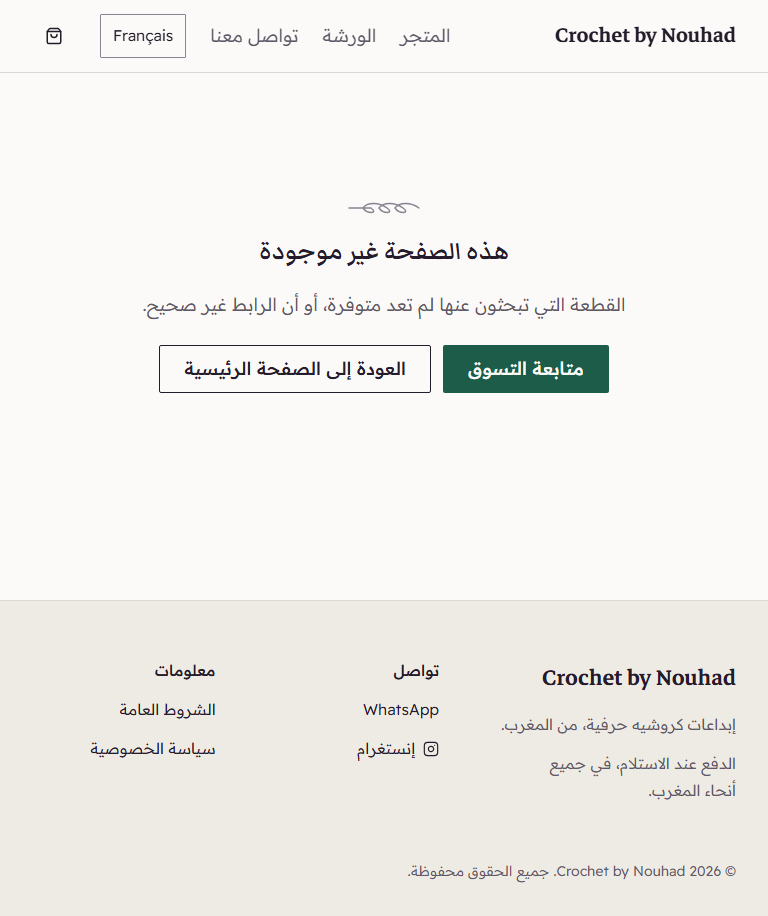 Crochet by Nouhad
المتجر
الورشة
تواصل معنا
Français
هذه الصفحة غير موجودة
القطعة التي تبحثون عنها لم تعد متوفرة، أو أن الرابط غير صحيح.
متابعة التسوق
العودة إلى الصفحة الرئيسية
Crochet by Nouhad
إبداعات كروشيه حرفية، من المغرب.
الدفع عند الاستلام، في جميع
أنحاء المغرب.
تواصل
WhatsApp
إنستغرام
معلومات
الشروط العامة
سياسة الخصوصية
© 2026 Crochet by Nouhad. جميع الحقوق محفوظة.